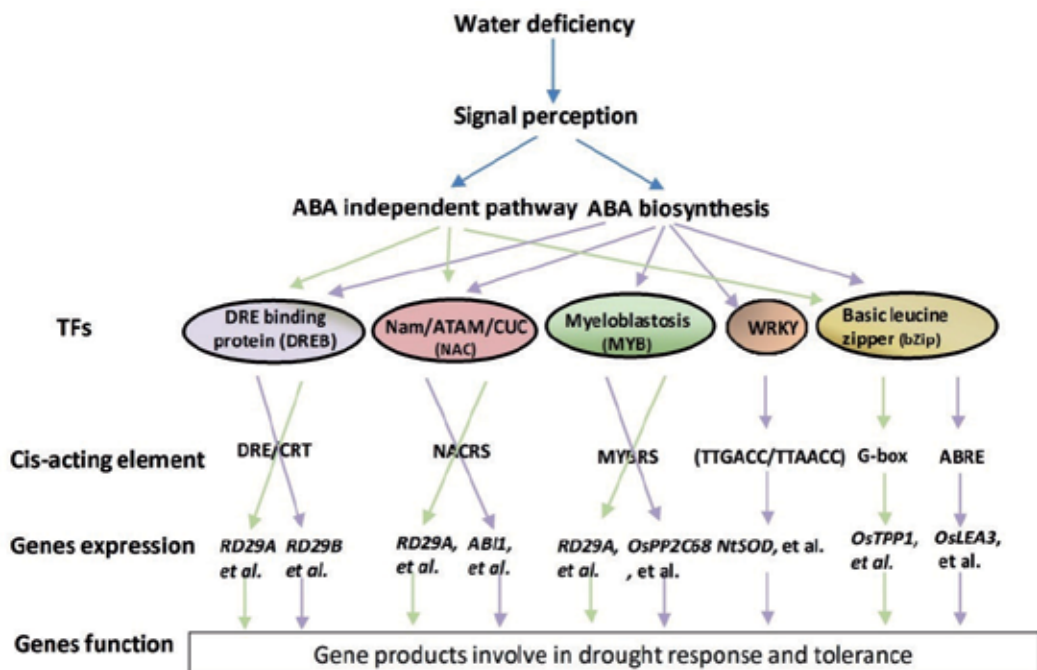 Water deficiency
Signal perception
ABA independent pathway ABA biosynthesis
TFs
DRE binding
protein (DREB)
Nam/ATAM/CUC
(NAC)
Myeloblastosis
(MYB)
WRKY
Basic leucine
zipper (bZip)
Cis-acting element
DRE/CRT
NACRS
MYBRS
(TTGACC/TTAACC)
G-box
ABRE
Genes expression
RD29A
et al.
RD29B
et al.
RD29A,
et al.
ABI1,
et al.
RD29A,
et al.
OsPP2C68
, et al.
NtSOD, et al.
OsTPP1,
et al.
OsLEA3,
et al.
Genes function
Gene products involve in drought response and tolerance